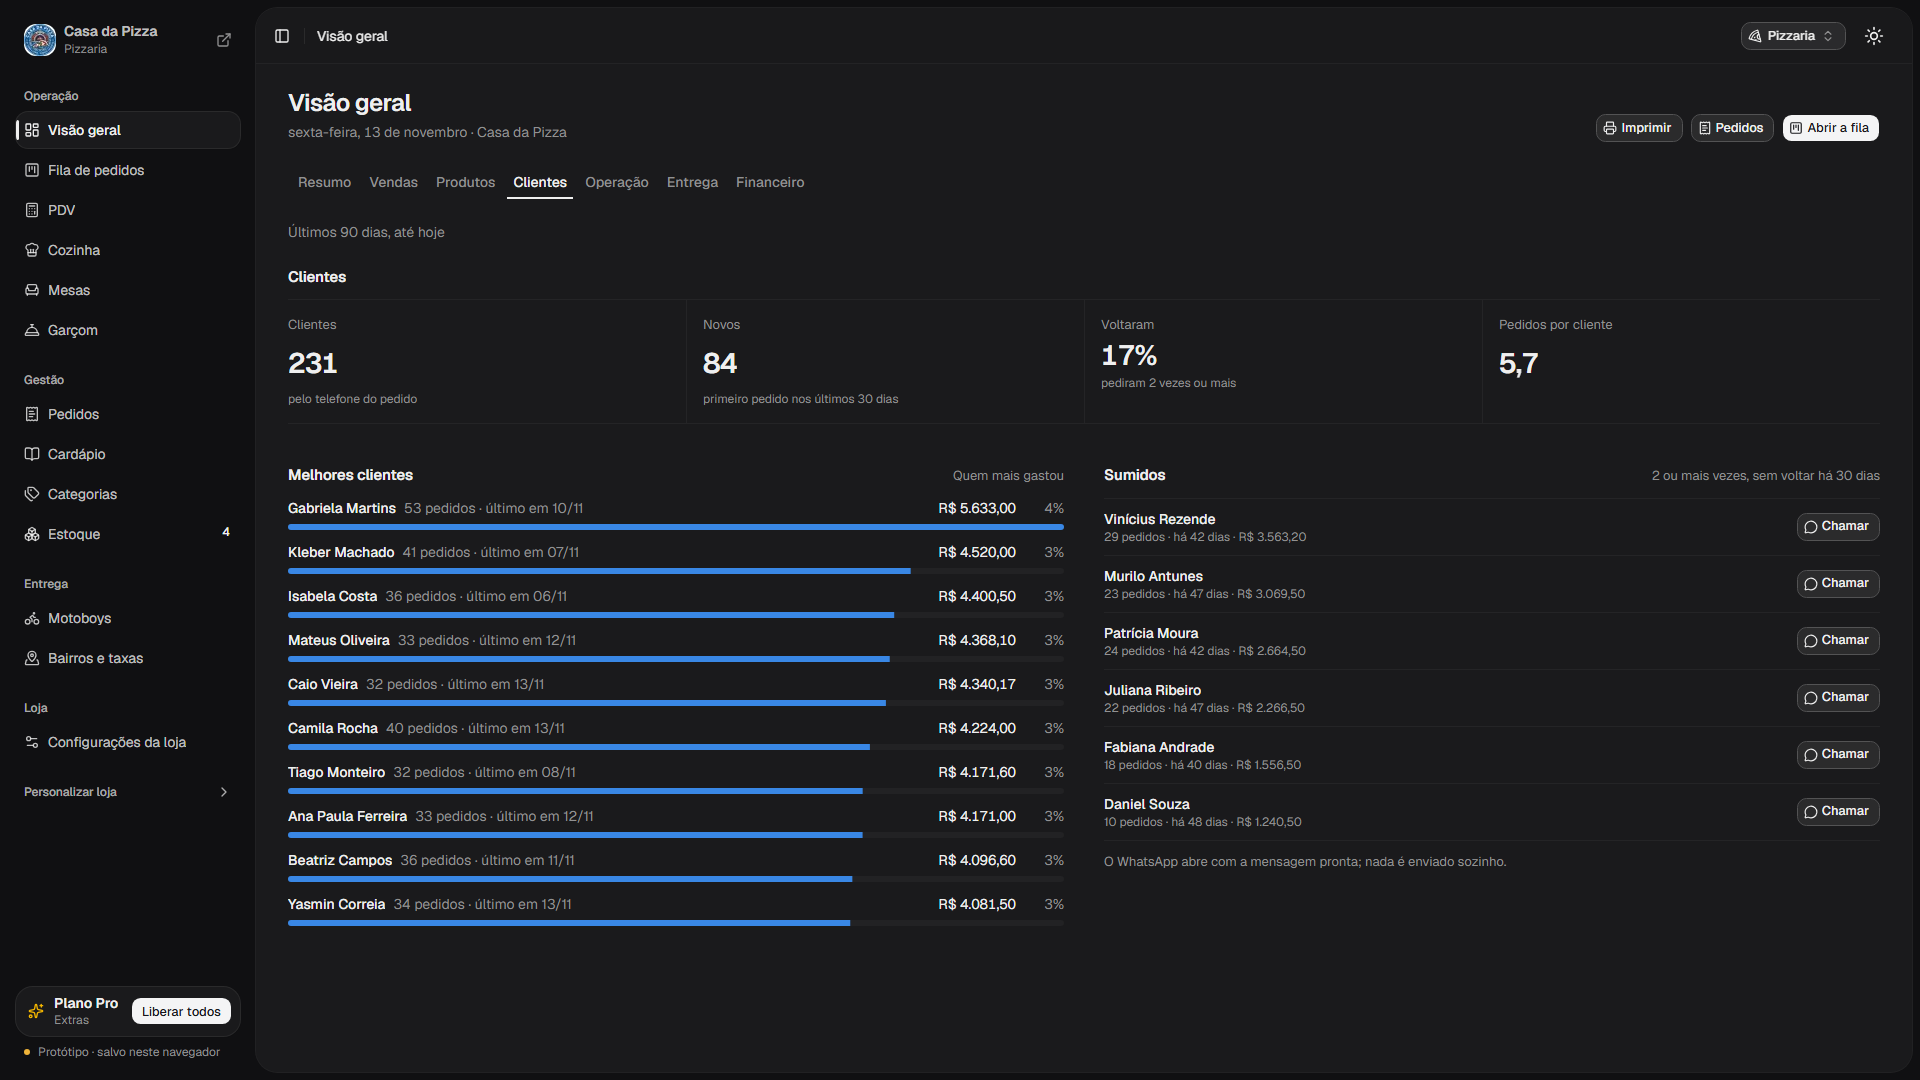 Casa da Pizza
Pizzaria
Operação
Visão geral
Fila de pedidos
PDV
Cozinha
Mesas
Garçom
Gestão
Pedidos
Cardápio
Categorias
Estoque 4
Entrega
Motoboys
Bairros e taxas
Loja
Configurações da loja
Personalizar loja
Plano Pro
Extras
Liberar todos
Protótipo · salvo neste navegador
Visão geral
Pizzaria
Visão geral
sexta-feira, 13 de novembro · Casa da Pizza
Imprimir Pedidos Abrir a fila
Resumo Vendas Produtos Clientes Operação Entrega Financeiro
Últimos 90 dias, até hoje
Clientes
Clientes
231
pelo telefone do pedido
Novos
84
primeiro pedido nos últimos 30 dias
Voltaram
17%
pediram 2 vezes ou mais
Pedidos por cliente
5,7
Melhores clientes Quem mais gastou
Gabriela Martins 53 pedidos · último em 10/11 R$ 5.633,00 4%
Kleber Machado 41 pedidos · último em 07/11 R$ 4.520,00 3%
Isabela Costa 36 pedidos · último em 06/11 R$ 4.400,50 3%
Mateus Oliveira 33 pedidos · último em 12/11 R$ 4.368,10 3%
Caio Vieira 32 pedidos · último em 13/11 R$ 4.340,17 3%
Camila Rocha 40 pedidos · último em 13/11 R$ 4.224,00 3%
Tiago Monteiro 32 pedidos · último em 08/11 R$ 4.171,60 3%
Ana Paula Ferreira 33 pedidos · último em 12/11 R$ 4.171,00 3%
Beatriz Campos 36 pedidos · último em 11/11 R$ 4.096,60 3%
Yasmin Correia 34 pedidos · último em 13/11 R$ 4.081,50 3%
Sumidos 2 ou mais vezes, sem voltar há 30 dias
Vinícius Rezende
29 pedidos · há 42 dias · R$ 3.563,20
Chamar
Murilo Antunes
23 pedidos · há 47 dias · R$ 3.069,50
Chamar
Patrícia Moura
24 pedidos · há 42 dias · R$ 2.664,50
Chamar
Juliana Ribeiro
22 pedidos · há 47 dias · R$ 2.266,50
Chamar
Fabiana Andrade
18 pedidos · há 40 dias · R$ 1.556,50
Chamar
Daniel Souza
10 pedidos · há 48 dias · R$ 1.240,50
Chamar
O WhatsApp abre com a mensagem pronta; nada é enviado sozinho.